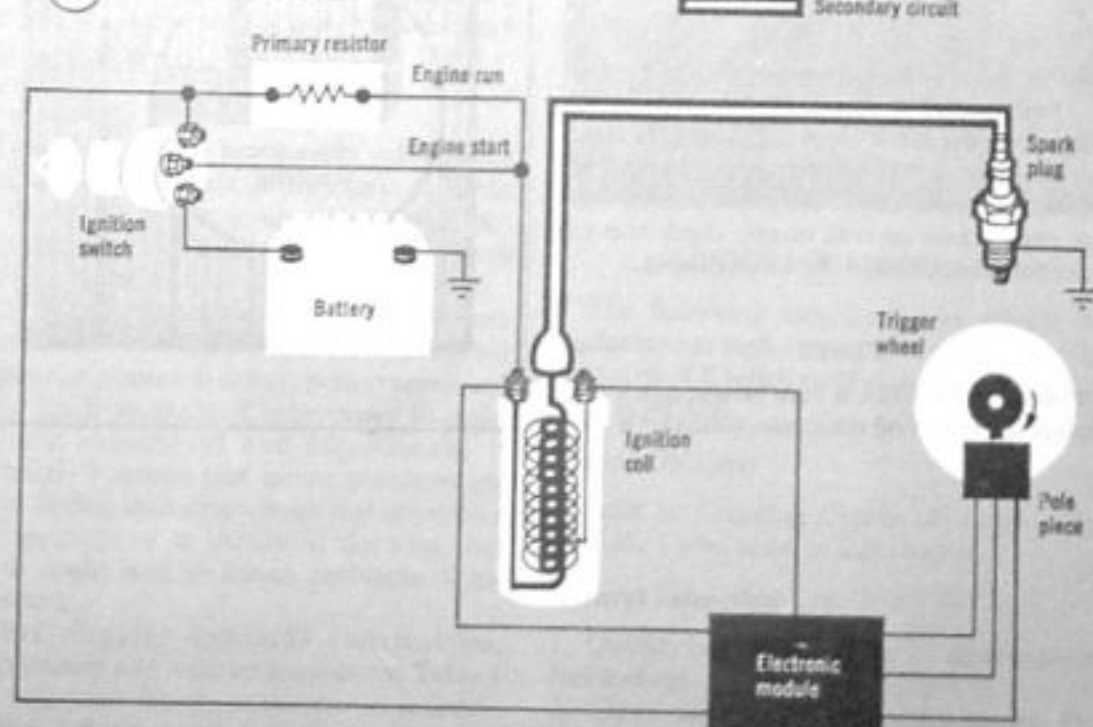 Secondary circuit
Primary resistor
Engine run
Engine start
Spark
plug
Ignition
switch
Battery
Trigger
wheel
Ignition
coil
Pole
piece
Electronic
module